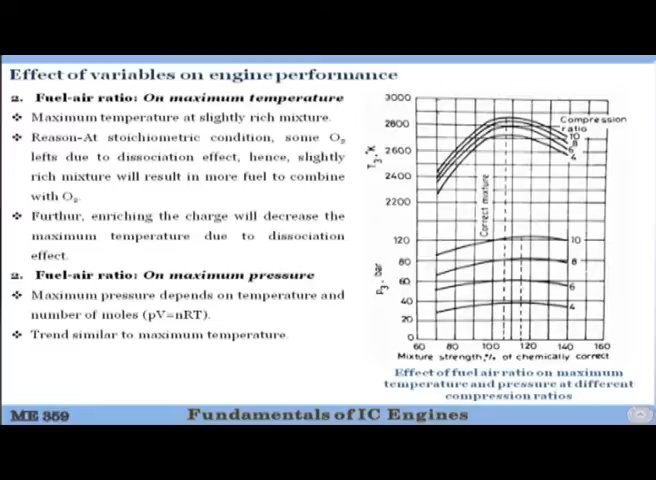 Effect of variables on engine performance
2. Fuel-air ratio: On maximum temperature
❖ Maximum temperature at slightly rich mixture.
❖ Reason-At stoichiometric condition, some O₂
lefts due to dissociation effect, hence, slightly
rich mixture will result in more fuel to combine
with O₂.
❖ Furthur, enriching the charge will decrease the
maximum temperature due to dissociation
effect.
2. Fuel-air ratio: On maximum pressure
❖ Maximum pressure depends on temperature and
number of moles (pV=nRT).
❖ Trend similar to maximum temperature.
3000
2800
2600
2400
2200
T₃,°K
Compression
ratio
10
8
6
4
Correct mixture
120
80
60
40
20
0
P₃, bar
10
8
6
4
60 80 100 120 140 160
Mixture strength,% of chemically correct
Effect of fuel air ratio on maximum
temperature and pressure at different
compression ratios
ME 359
Fundamentals of IC Engines